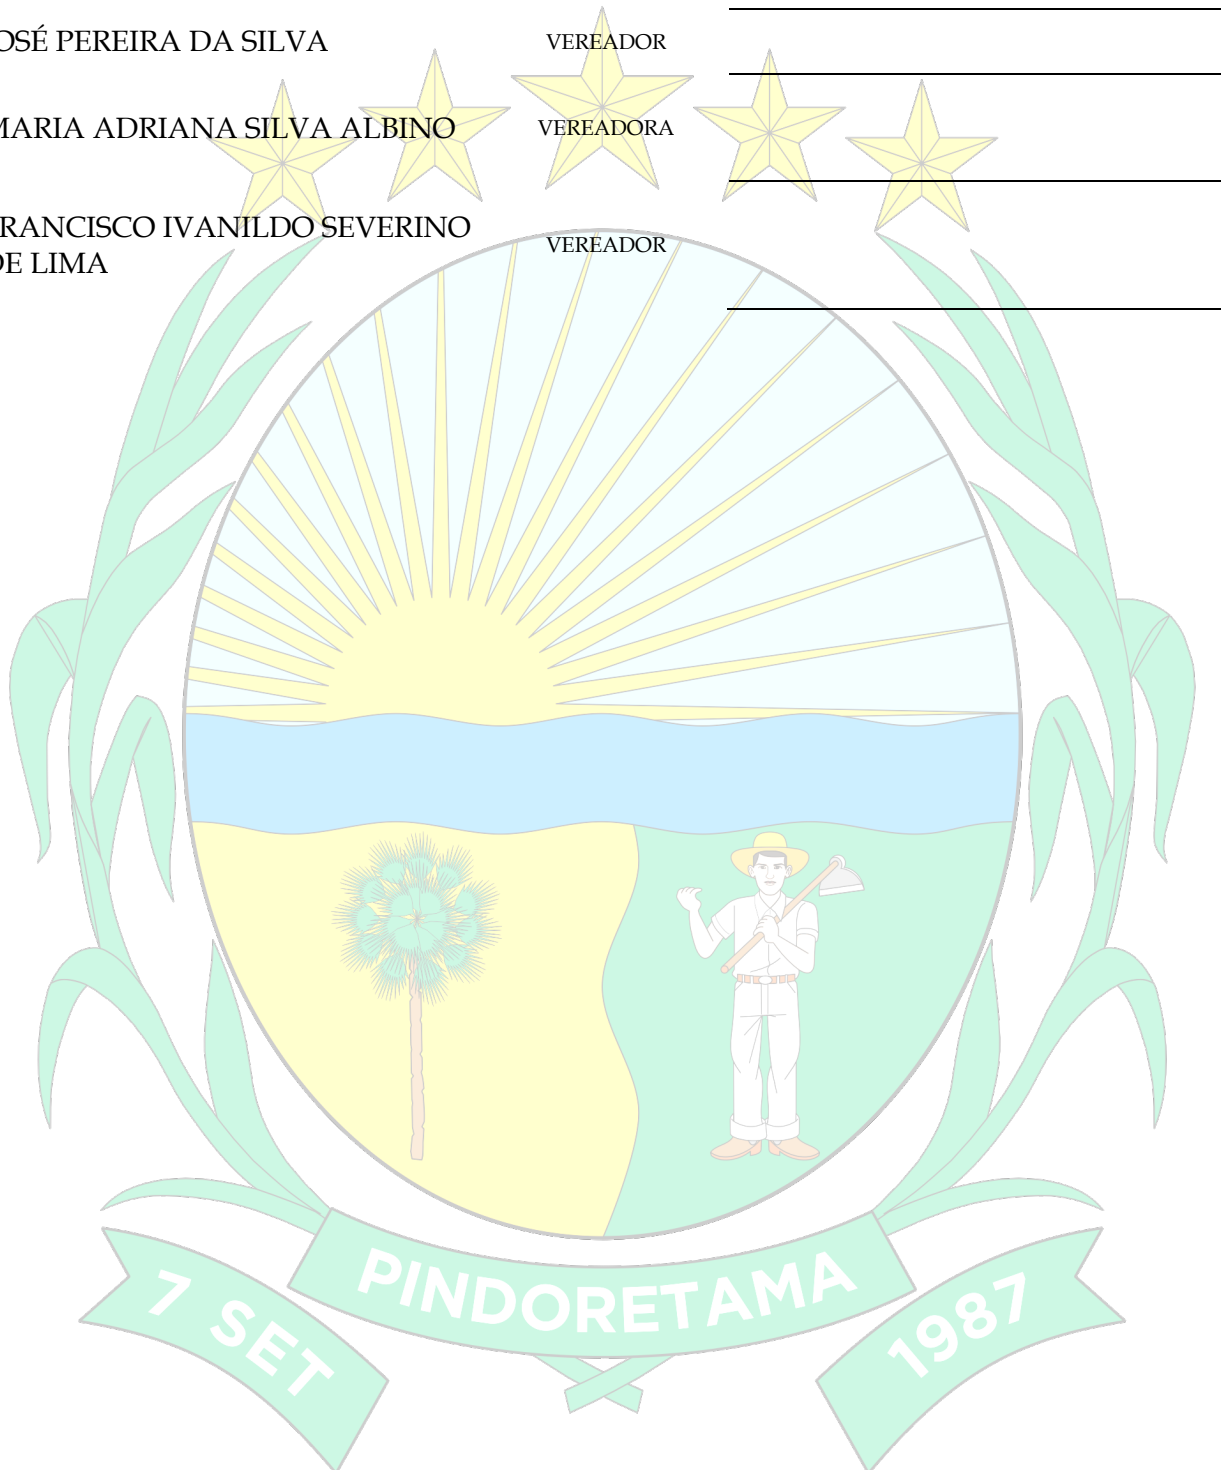 OSÉ PEREIRA DA SILVA VEREADOR
MARIA ADRIANA SILVA ALBINO VEREADORA
RANCISCO IVANILDO SEVERINO
DE LIMA VEREADOR
PINDORETAMA
7 SET
1987